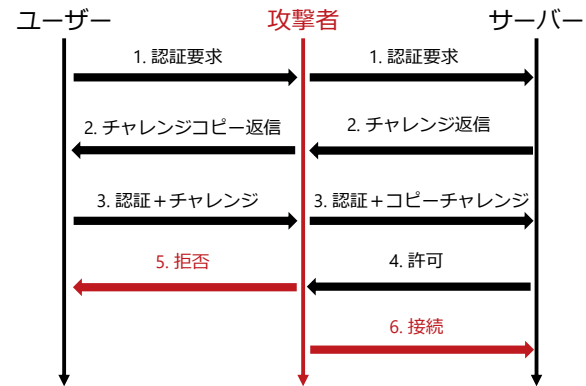 ユーザー
攻撃者
サーバー
1. 認証要求
1. 認証要求
2. チャレンジコピー返信
2. チャレンジ返信
3. 認証＋チャレンジ
3. 認証＋コピーチャレンジ
5. 拒否
4. 許可
6. 接続